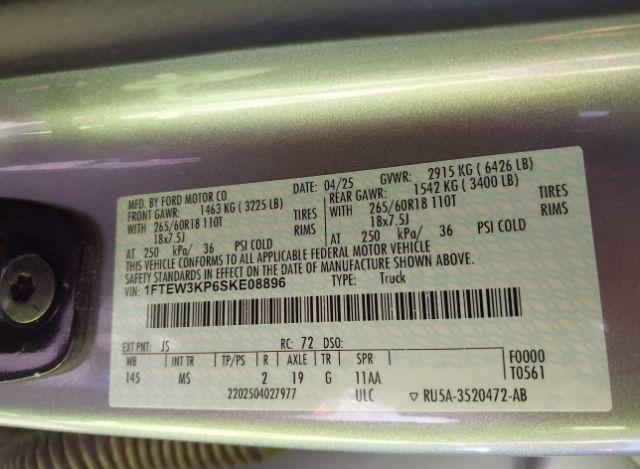 MFD. BY FORD MOTOR CO. DATE: 04/25 GVWR: 2915 KG ( 6426 LB)
FRONT GAWR: 1463 KG ( 3225 LB) REAR GAWR: 1542 KG ( 3400 LB)
WITH 265/60R18 110T TIRES WITH 265/60R18 110T TIRES
18x7.5J RIMS 18x7.5J RIMS
AT 250 kPa/ 36 PSI COLD AT 250 kPa/ 36 PSI COLD
THIS VEHICLE CONFORMS TO ALL APPLICABLE FEDERAL MOTOR VEHICLE
SAFETY STANDARDS IN EFFECT ON THE DATE OF MANUFACTURE SHOWN ABOVE.
VIN: 1FTEW3KP6SKE08896 TYPE: Truck
EXT PNT: JS RC: 72 DSO: F0000
WB INT TR TP/PS R AXLE TR SPR T0561
145 MS 2 19 G 11AA
2202504027977 ULC ▽ RU5A-3520472-AB